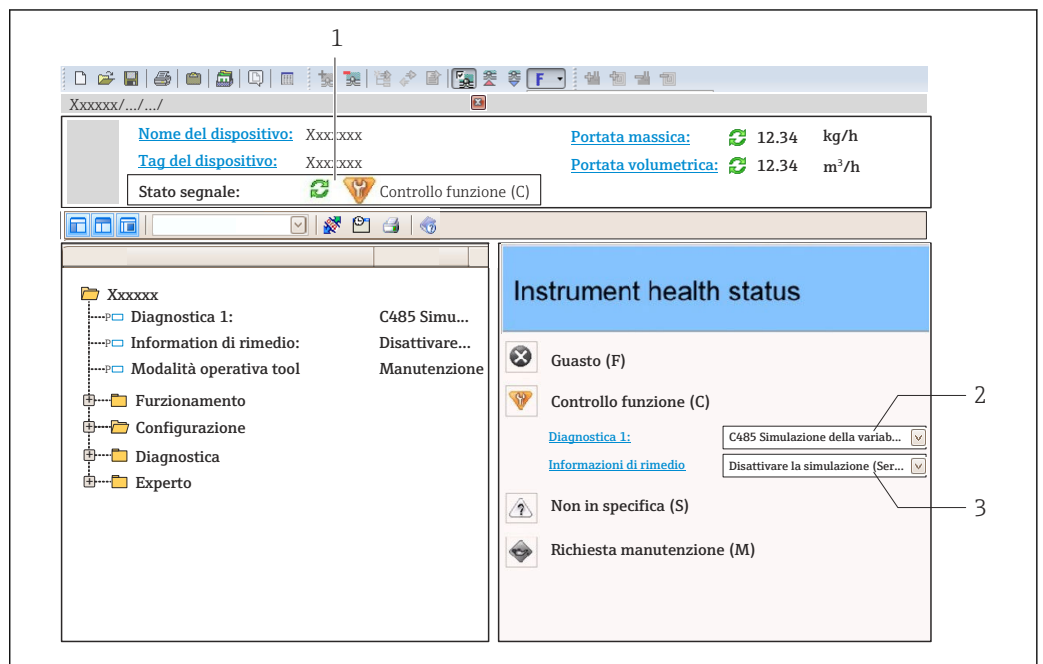 1
F
Xxxxxx/.../.../
Nome del dispositivo: Xxxxxxx
Portata massica: 12.34 kg/h
Tag del dispositivo: Xxxxxxx
Portata volumetrica: 12.34 m³/h
Stato segnale: Controllo funzione (C)
Xxxxxx
Diagnostica 1: C485 Simu...
Information di rimedio: Disattivare...
Modalità operativa tool Manutenzione
Furzionamento
Configurazione
Diagnostica
Experto
Instrument health status
Guasto (F)
Controllo funzione (C)
2
Diagnostica 1: C485 Simulazione della variab...
Informazioni di rimedio Disattivare la simulazione (Ser...
Non in specifica (S)
3
Richiesta manutenzione (M)